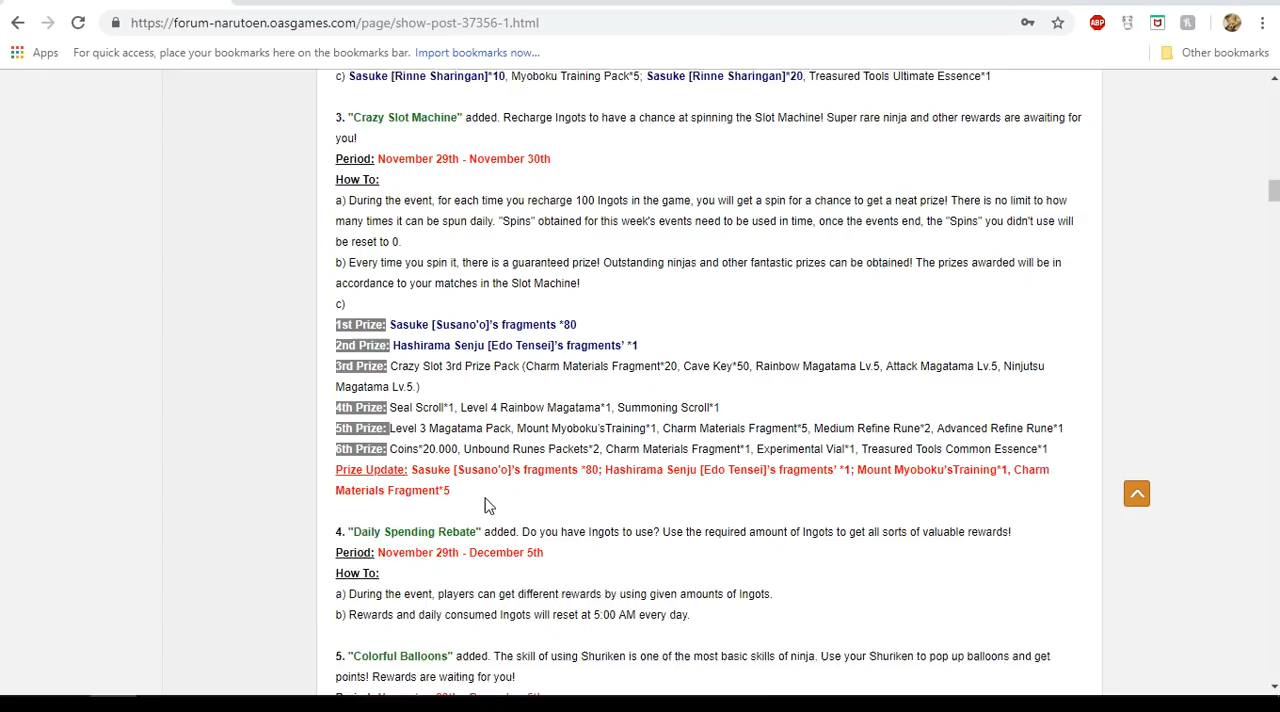 https://forum-narutoen.oasgames.com/page/show-post-37356-1.html
ABP
Apps For quick access, place your bookmarks here on the bookmarks bar. Import bookmarks now... Other bookmarks
c) Sasuke [Rinne Sharingan]*10, Myoboku Training Pack*5; Sasuke [Rinne Sharingan]*20, Treasured Tools Ultimate Essence*1
3. "Crazy Slot Machine" added. Recharge Ingots to have a chance at spinning the Slot Machine! Super rare ninja and other rewards are awaiting for
you!
Period: November 29th - November 30th
How To:
a) During the event, for each time you recharge 100 Ingots in the game, you will get a spin for a chance to get a neat prize! There is no limit to how
many times it can be spun daily. "Spins" obtained for this week's events need to be used in time, once the events end, the "Spins" you didn't use will
be reset to 0.
b) Every time you spin it, there is a guaranteed prize! Outstanding ninjas and other fantastic prizes can be obtained! The prizes awarded will be in
accordance to your matches in the Slot Machine!
c)
1st Prize: Sasuke [Susano'o]'s fragments *80
2nd Prize: Hashirama Senju [Edo Tensei]'s fragments' *1
3rd Prize: Crazy Slot 3rd Prize Pack (Charm Materials Fragment*20, Cave Key*50, Rainbow Magatama Lv.5, Attack Magatama Lv.5, Ninjutsu
Magatama Lv.5.)
4th Prize: Seal Scroll*1, Level 4 Rainbow Magatama*1, Summoning Scroll*1
5th Prize: Level 3 Magatama Pack, Mount Myoboku'sTraining*1, Charm Materials Fragment*5, Medium Refine Rune*2, Advanced Refine Rune*1
6th Prize: Coins*20.000, Unbound Runes Packets*2, Charm Materials Fragment*1, Experimental Vial*1, Treasured Tools Common Essence*1
Prize Update: Sasuke [Susano'o]'s fragments *80; Hashirama Senju [Edo Tensei]'s fragments' *1; Mount Myoboku'sTraining*1, Charm
Materials Fragment*5
4. "Daily Spending Rebate" added. Do you have Ingots to use? Use the required amount of Ingots to get all sorts of valuable rewards!
Period: November 29th - December 5th
How To:
a) During the event, players can get different rewards by using given amounts of Ingots.
b) Rewards and daily consumed Ingots will reset at 5:00 AM every day.
5. "Colorful Balloons" added. The skill of using Shuriken is one of the most basic skills of ninja. Use your Shuriken to pop up balloons and get
points! Rewards are waiting for you!